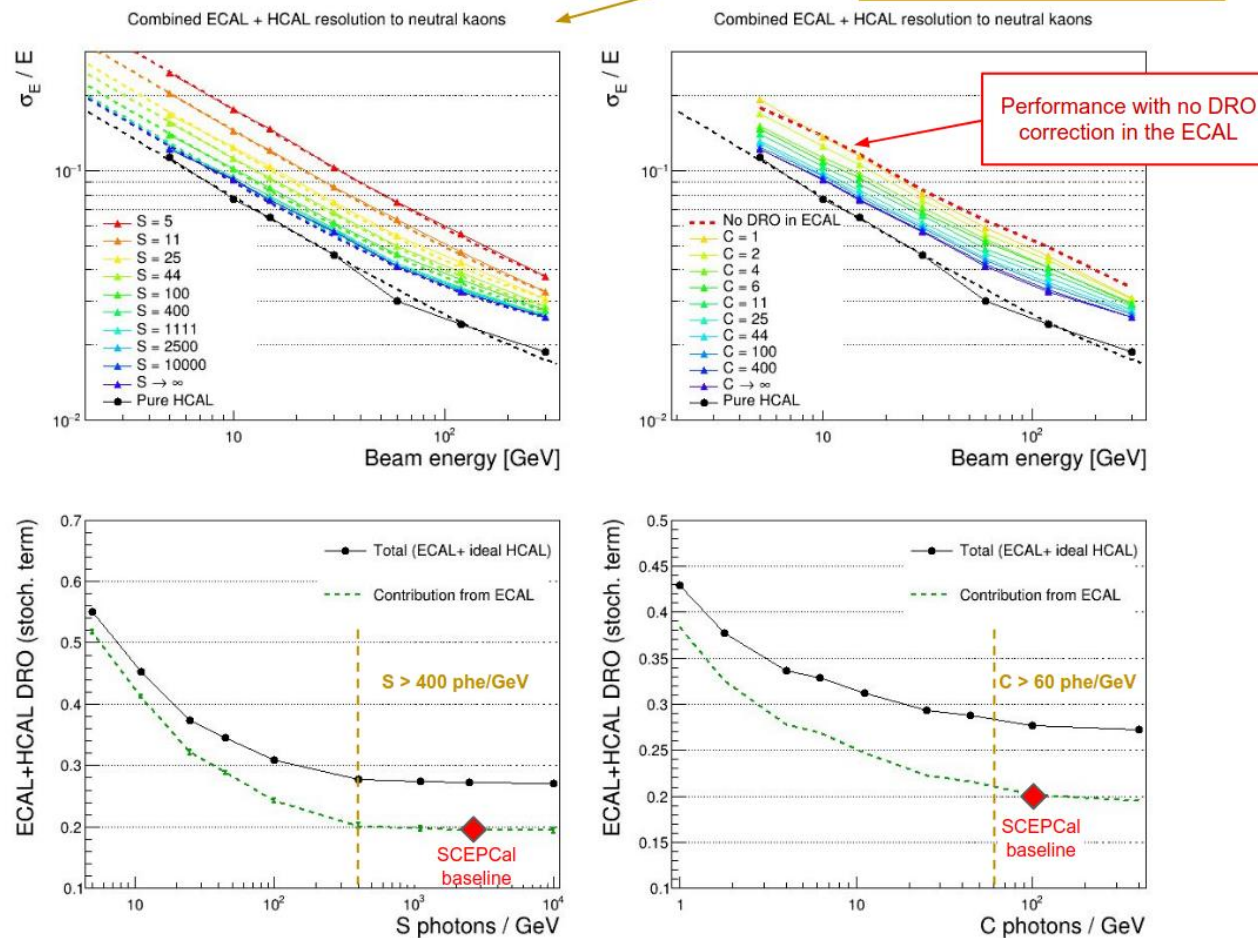 Combined ECAL + HCAL resolution to neutral kaons
σ_E / E
10⁻¹
10⁻²
S = 5
S = 11
S = 25
S = 44
S = 100
S = 400
S = 1111
S = 2500
S = 10000
S → ∞
Pure HCAL
10
10²
Beam energy [GeV]
Combined ECAL + HCAL resolution to neutral kaons
σ_E / E
10⁻¹
10⁻²
Performance with no DRO
correction in the ECAL
No DRO in ECAL
C = 1
C = 2
C = 4
C = 6
C = 11
C = 25
C = 44
C = 100
C = 400
C → ∞
Pure HCAL
10
10²
Beam energy [GeV]
ECAL+HCAL DRO (stoch. term)
0.7
0.6
0.5
0.4
0.3
0.2
0.1
Total (ECAL+ ideal HCAL)
Contribution from ECAL
S > 400 phe/GeV
SCEPCal
baseline
10
10²
10³
10⁴
S photons / GeV
ECAL+HCAL DRO (stoch. term)
0.5
0.45
0.4
0.35
0.3
0.25
0.2
0.15
0.1
Total (ECAL+ ideal HCAL)
Contribution from ECAL
C > 60 phe/GeV
SCEPCal
baseline
1
10
10²
C photons / GeV